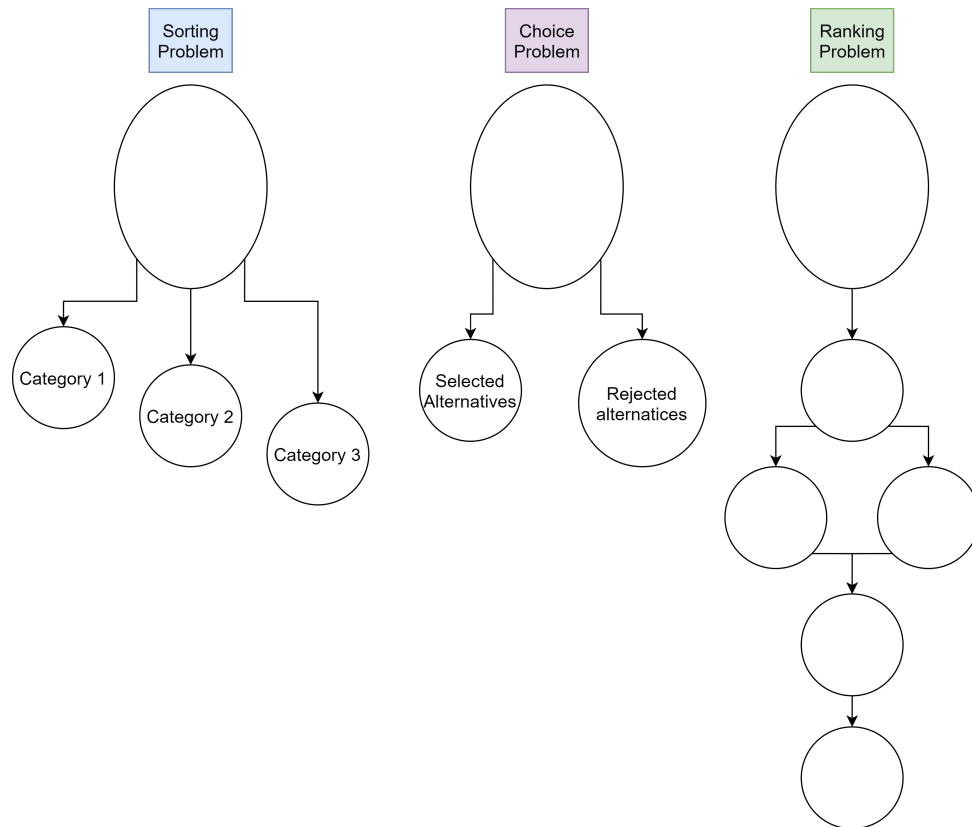 Sorting
Problem
Choice
Problem
Ranking
Problem
Category 1
Category 2
Category 3
Selected
Alternatives
Rejected
alternatices